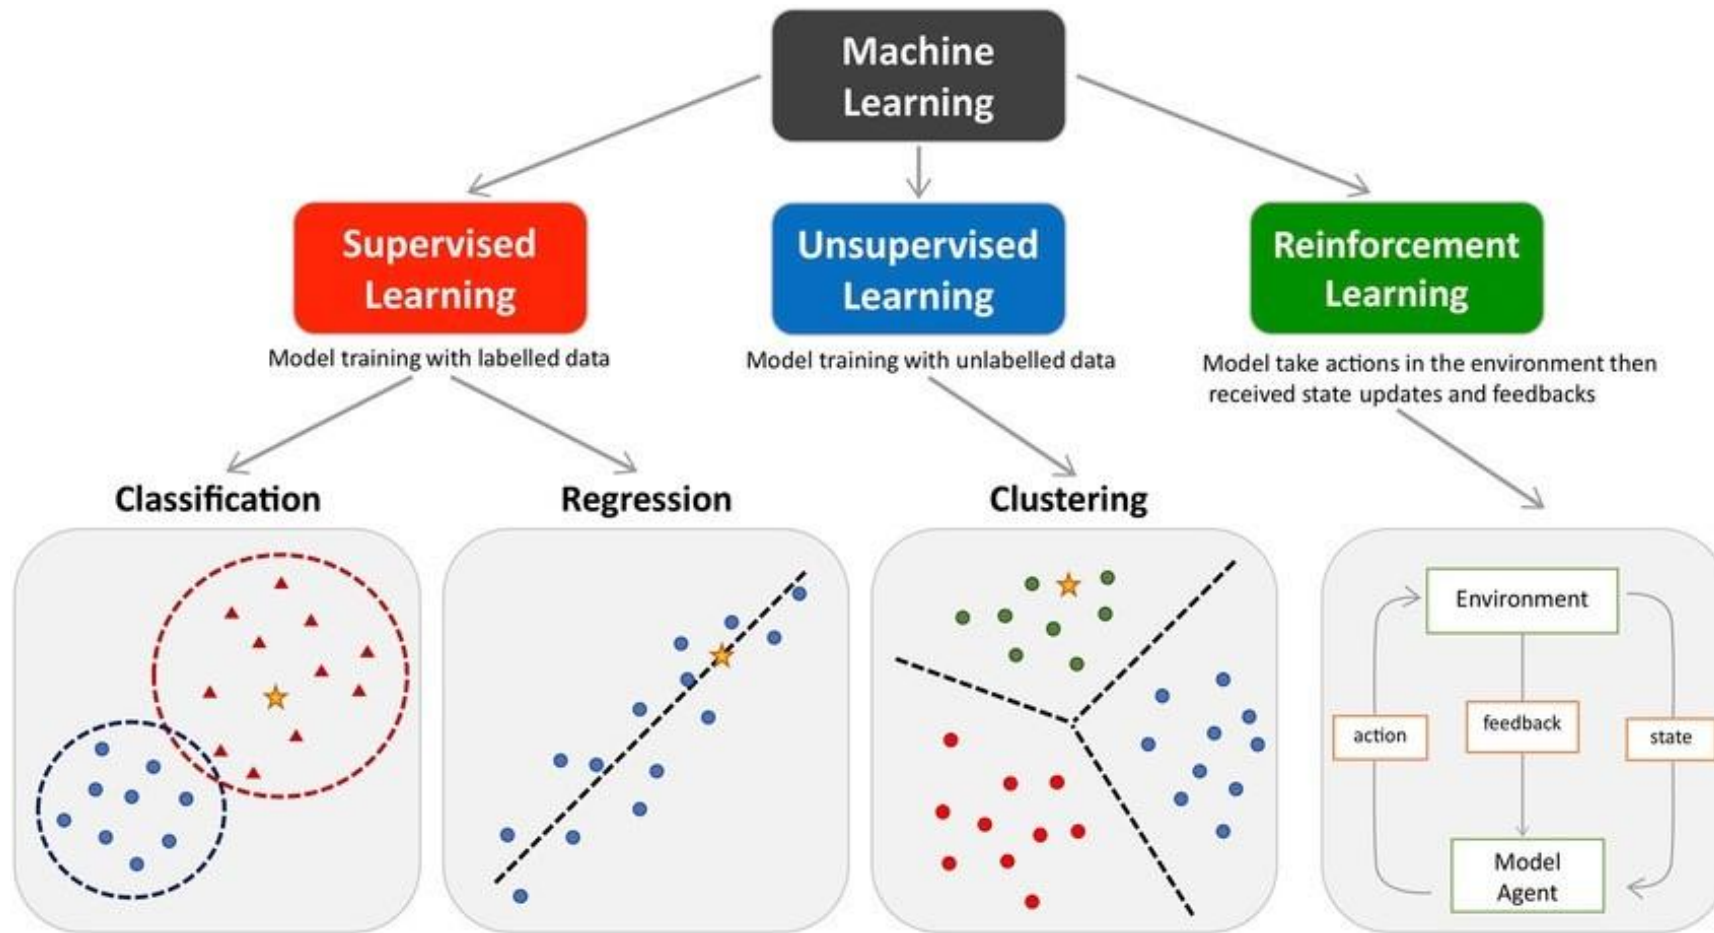 Machine
Learning
Supervised
Learning
Unsupervised
Learning
Reinforcement
Learning
Model training with labelled data
Model training with unlabelled data
Model take actions in the environment then
received state updates and feedbacks
Classification
Regression
Clustering
Environment
action
feedback
state
Model
Agent